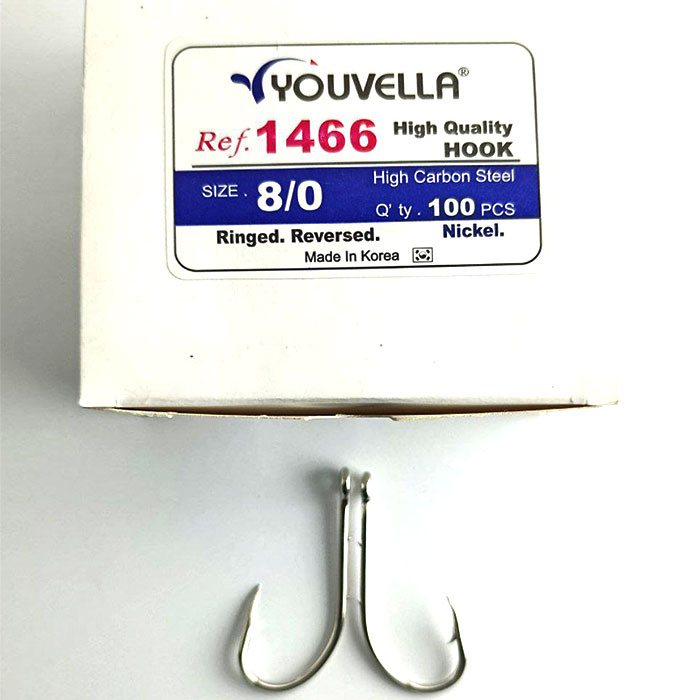 YOUVELLA®
Ref. 1466 High Quality HOOK
High Carbon Steel
SIZE . 8/0 Q' ty . 100 PCS
Ringed. Reversed. Nickel.
Made In Korea